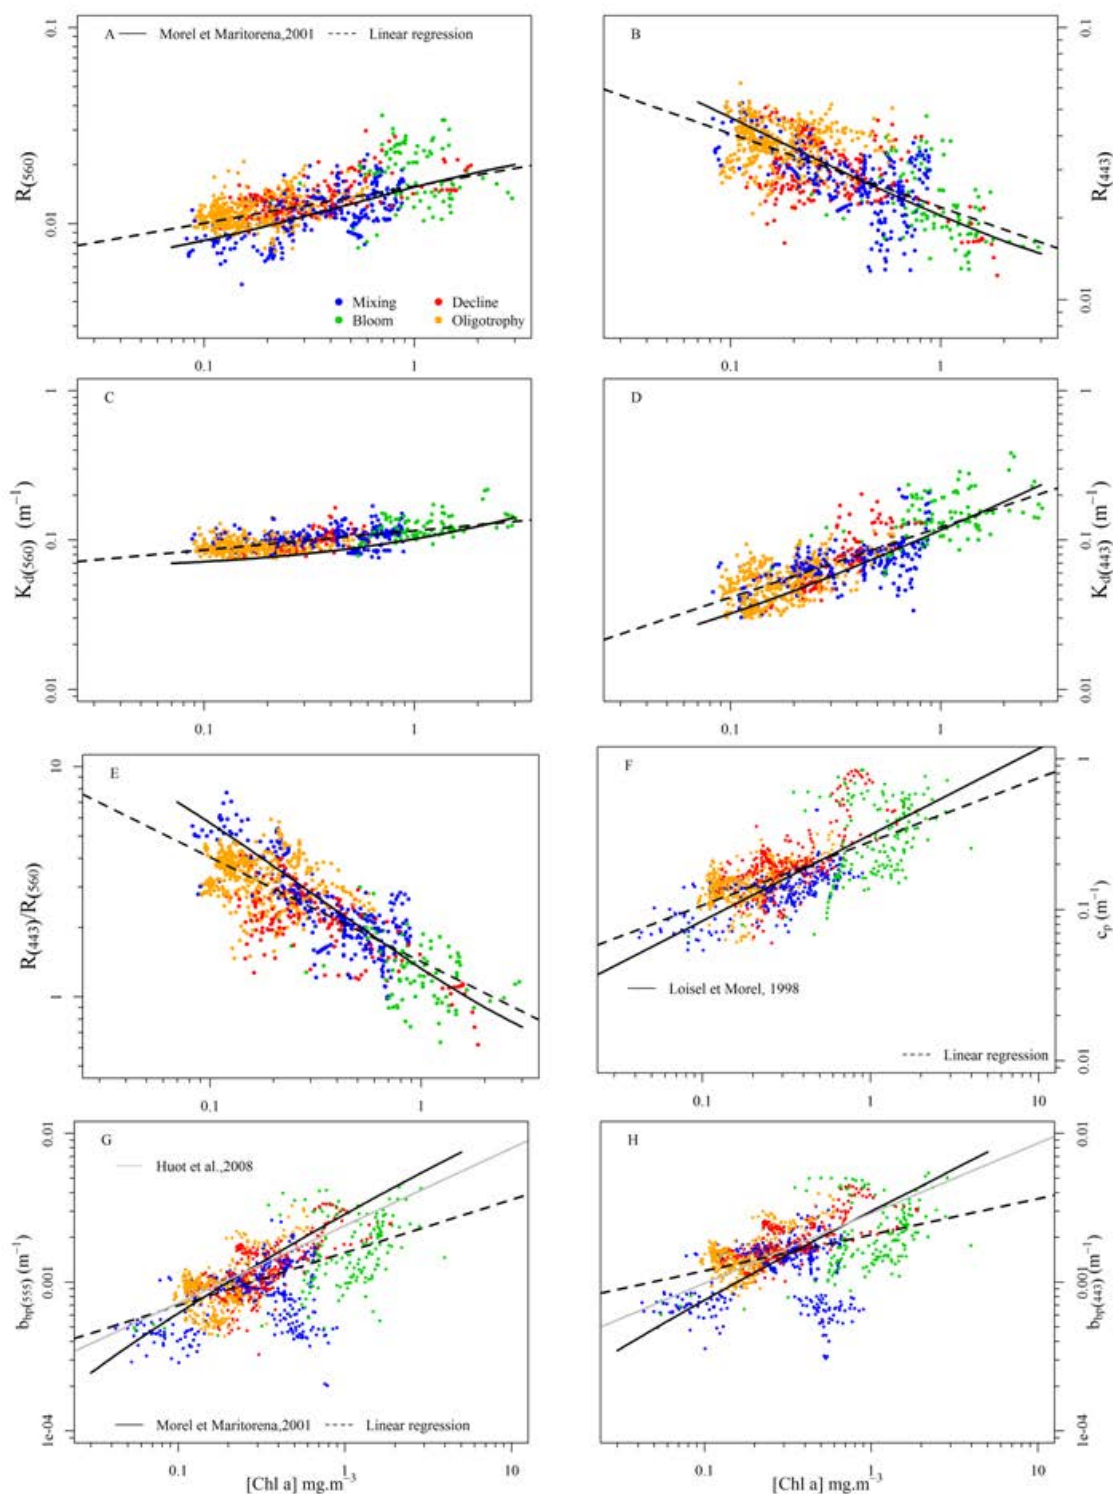 A — Morel et Maritorena,2001 --- Linear regression
R(560)
0.1
0.01
Mixing Decline
Bloom Oligotrophy
0.1 1
B
R(443)
0.1
0.01
0.1 1
C
Kd(560) (m−1)
1
0.1
0.01
0.1 1
D
Kd(443) (m−1)
1
0.1
0.01
0.1 1
E
R(443)/R(560)
10
1
0.1 1
F
cp (m−1)
1
0.1
0.01
Loisel et Morel, 1998
Linear regression
0.1 1 10
G
Huot et al.,2008
bbp(555) (m−1)
0.01
0.001
1e−04
Morel et Maritorena,2001 --- Linear regression
0.1 1 10
[Chl a] mg.m−3
H
bbp(443) (m−1)
0.01
0.001
1e−04
0.1 1 10
[Chl a] mg.m−3